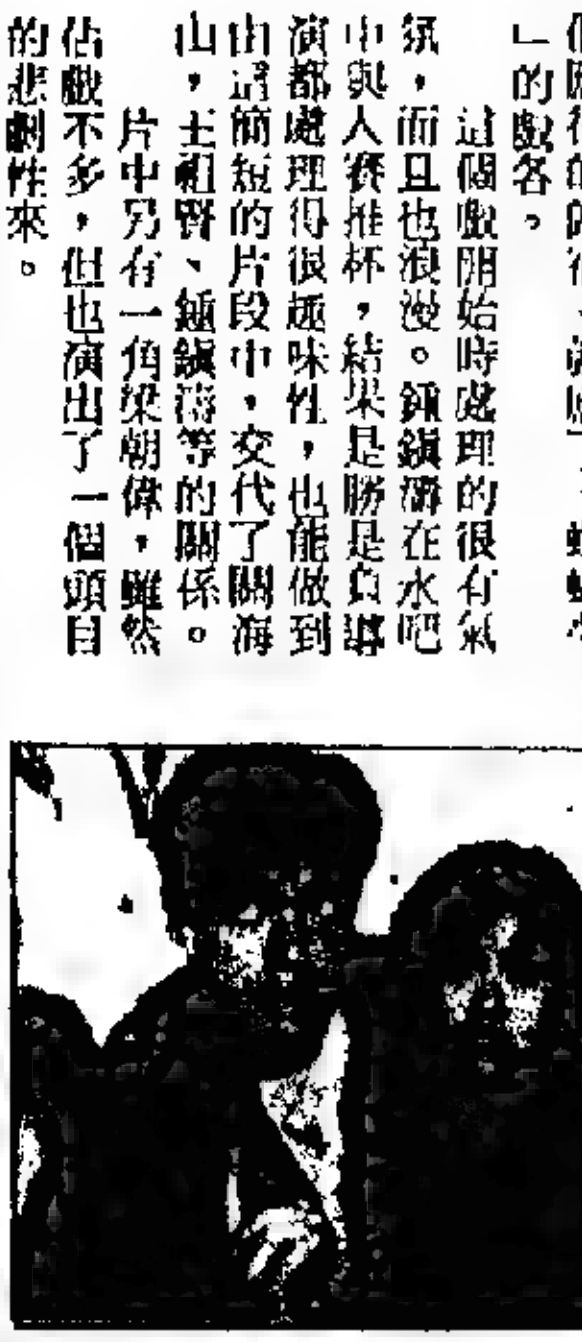 」的戲各。
這個戲開始時處理的很有氣
氛，而且也浪漫。鍾鎮濤在水吧
中與人賽推杯，結果是勝是負導
演都處理得很趣味性，也能做到
由這簡短的片段中，交代了關海
山，王祖賢、鍾鎮濤等的關係。
片中另有一角梁朝偉，雖然
佔戲不多，但也演出了一個頭目
的悲劇性來。